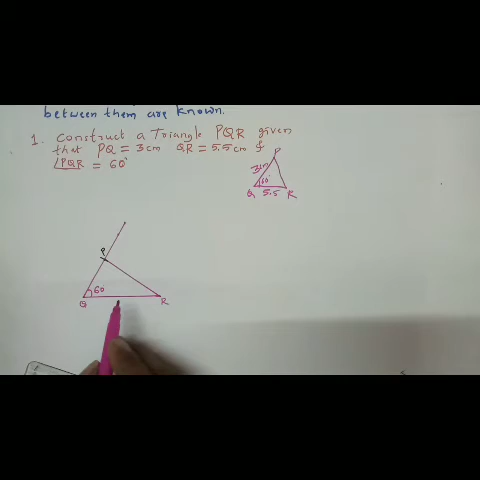 between them are known.
1. construct a Triangle PQR given
that PQ = 3cm QR = 5.5cm &
∠PQR = 60°
P
3cm
60°
Q 5.5 R
P
60
Q R